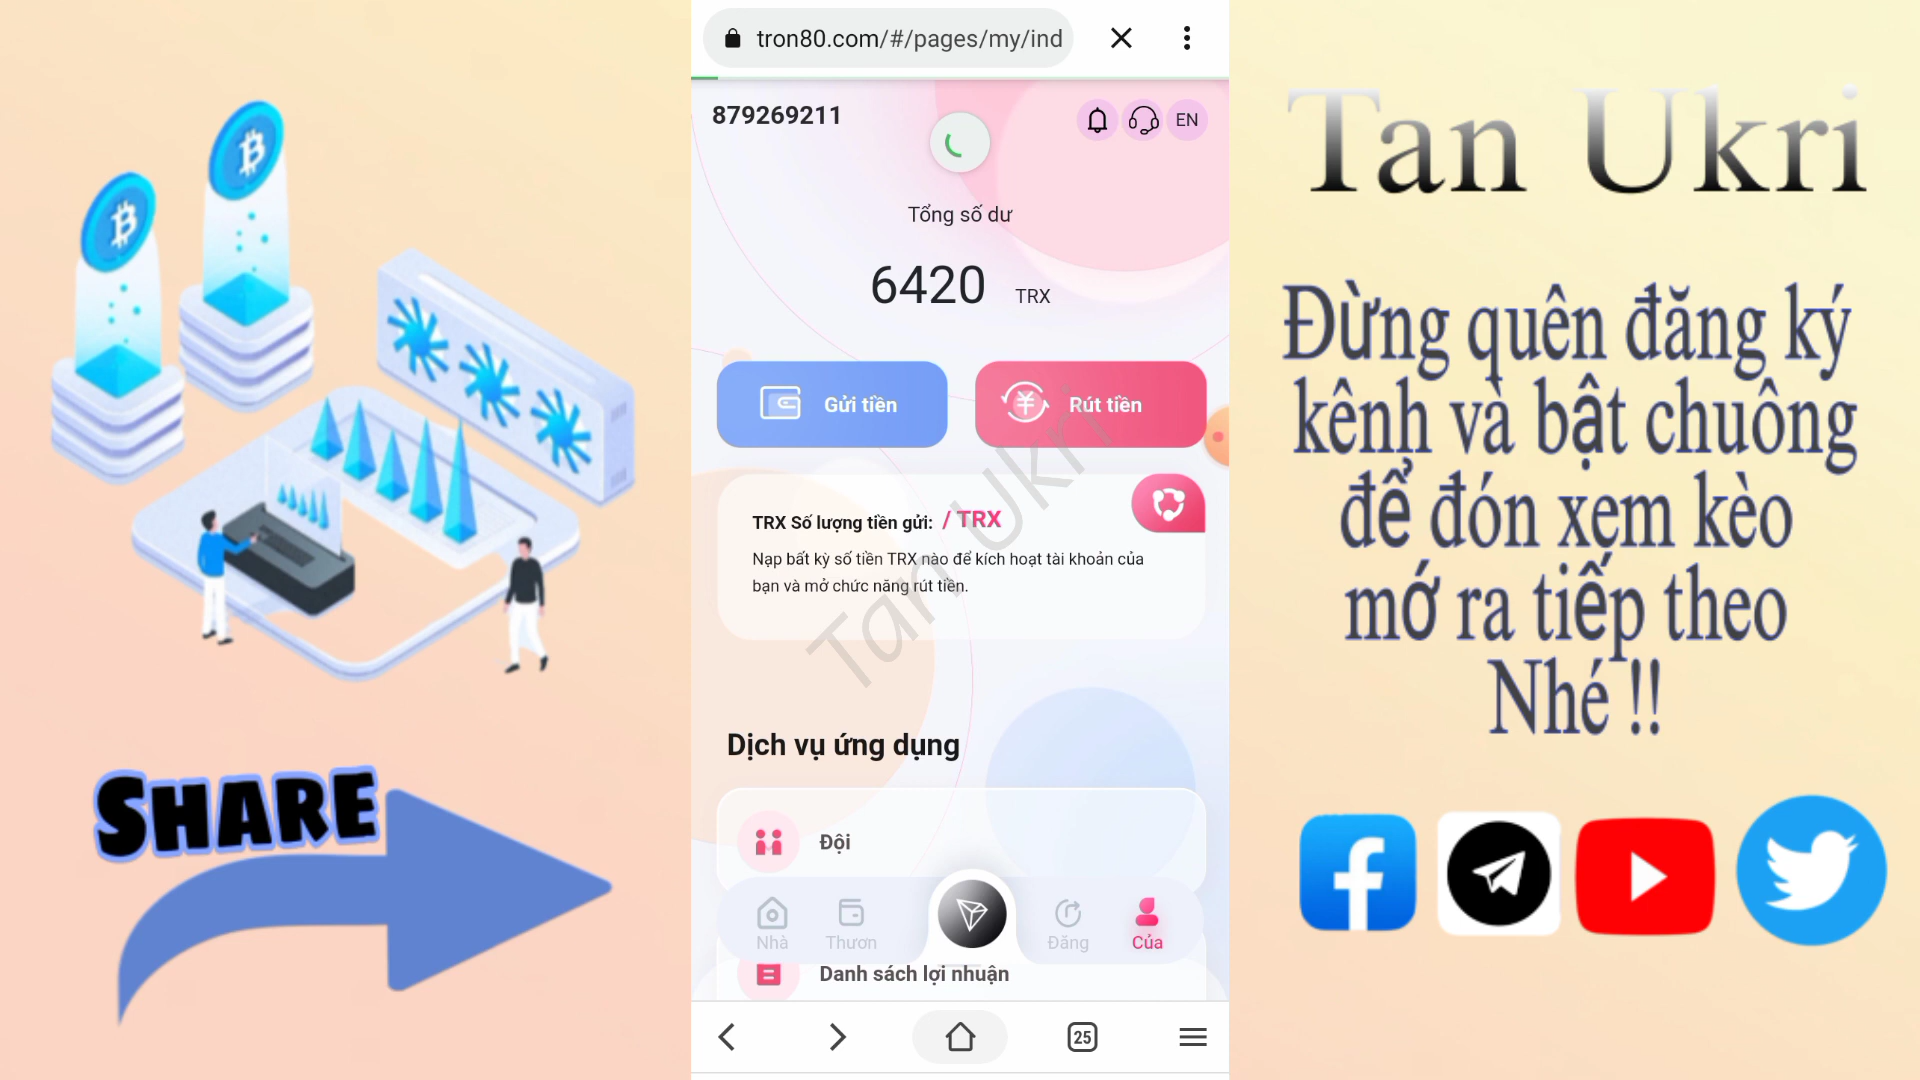 tron80.com/#/pages/my/ind
879269211
EN
Tổng số dư
6420 TRX
Gửi tiền
Rút tiền
TRX Số lượng tiền gửi: / TRX
Nạp bất kỳ số tiền TRX nào để kích hoạt tài khoản của
bạn và mở chức năng rút tiền.
Tan Ukri
Dịch vụ ứng dụng
Đội
Nhà
Thươn
Đăng
Của
Danh sách lợi nhuận
25
SHARE
Tan Ukri
Đừng quên đăng ký
kênh và bật chuông
để đón xem kèo
mớ ra tiếp theo
Nhé !!